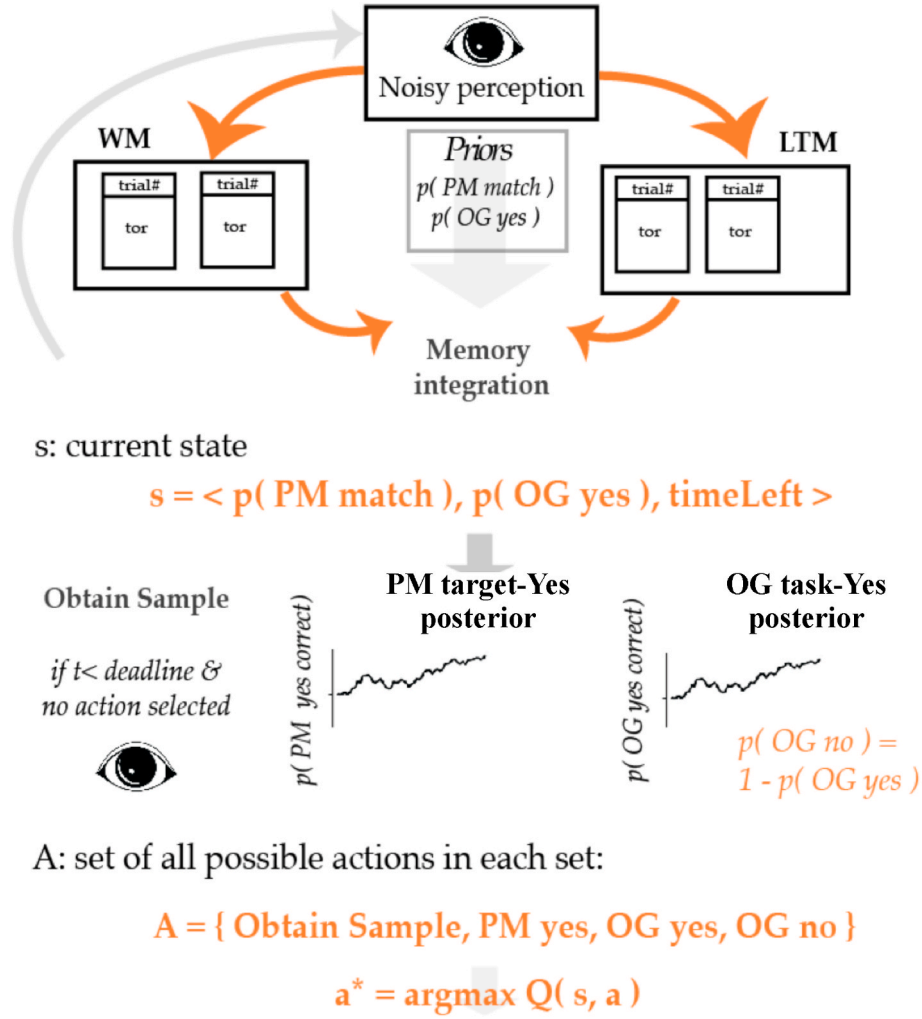 Noisy perception
WM
LTM
trial#
trial#
tor
tor
Priors
p( PM match )
p( OG yes )
trial#
trial#
tor
tor
Memory
integration
s: current state
s = < p( PM match ), p( OG yes ), timeLeft >
Obtain Sample
if t< deadline &
no action selected
p( PM yes correct)
PM target-Yes
posterior
p( OG yes correct)
OG task-Yes
posterior
p( OG no ) =
1 - p( OG yes )
A: set of all possible actions in each set:
A = { Obtain Sample, PM yes, OG yes, OG no }
a* = argmax Q( s, a )